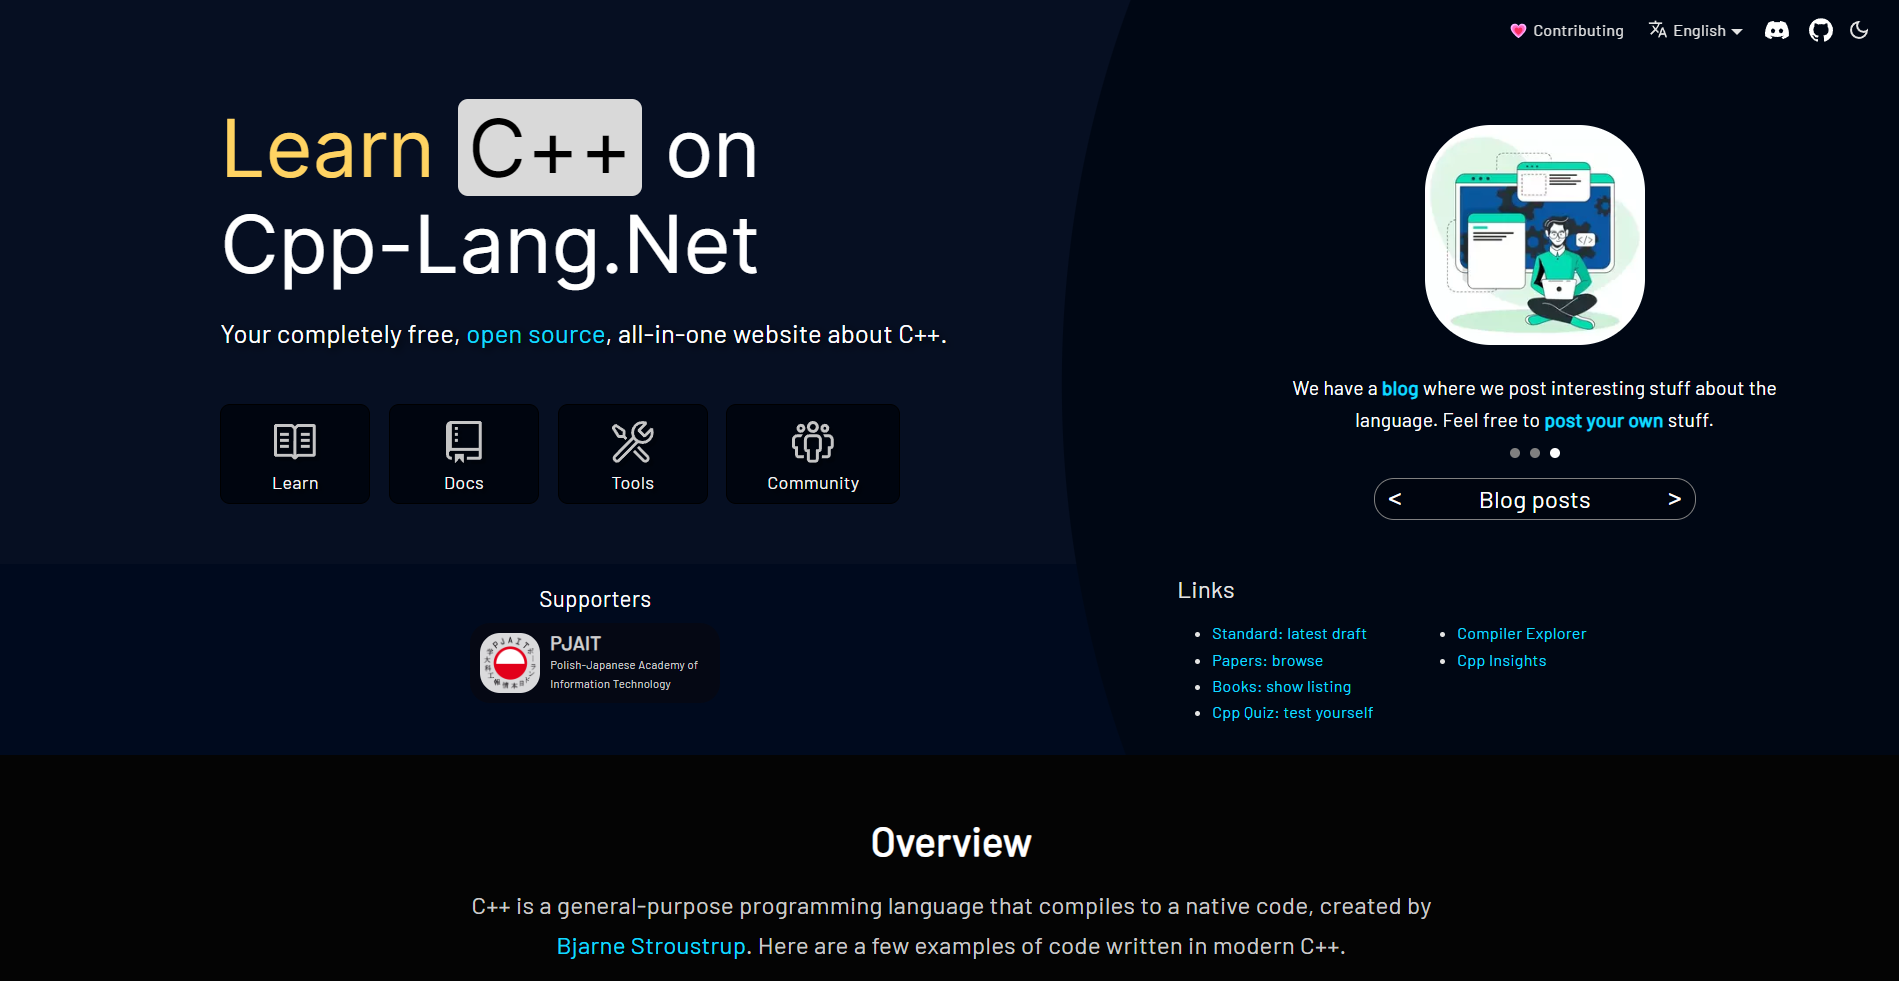 Contributing English
Learn C++ on
Cpp-Lang.Net
Your completely free, open source, all-in-one website about C++.
Learn Docs Tools Community
</>
We have a blog where we post interesting stuff about the
language. Feel free to post your own stuff.
< Blog posts >
Supporters
PJAIT
PJAIT
Polish-Japanese Academy of
Information Technology
Links
Standard: latest draft
Papers: browse
Books: show listing
Cpp Quiz: test yourself
Compiler Explorer
Cpp Insights
Overview
C++ is a general-purpose programming language that compiles to a native code, created by
Bjarne Stroustrup. Here are a few examples of code written in modern C++.